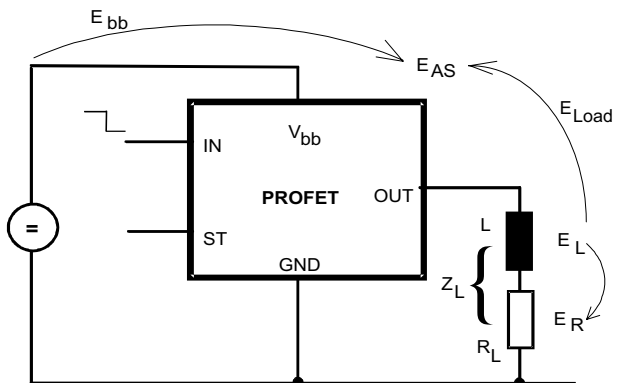 E bb
E AS
E Load
IN
V bb
PROFET
OUT
=
ST
GND
L
E L
Z L
{
E R
R L